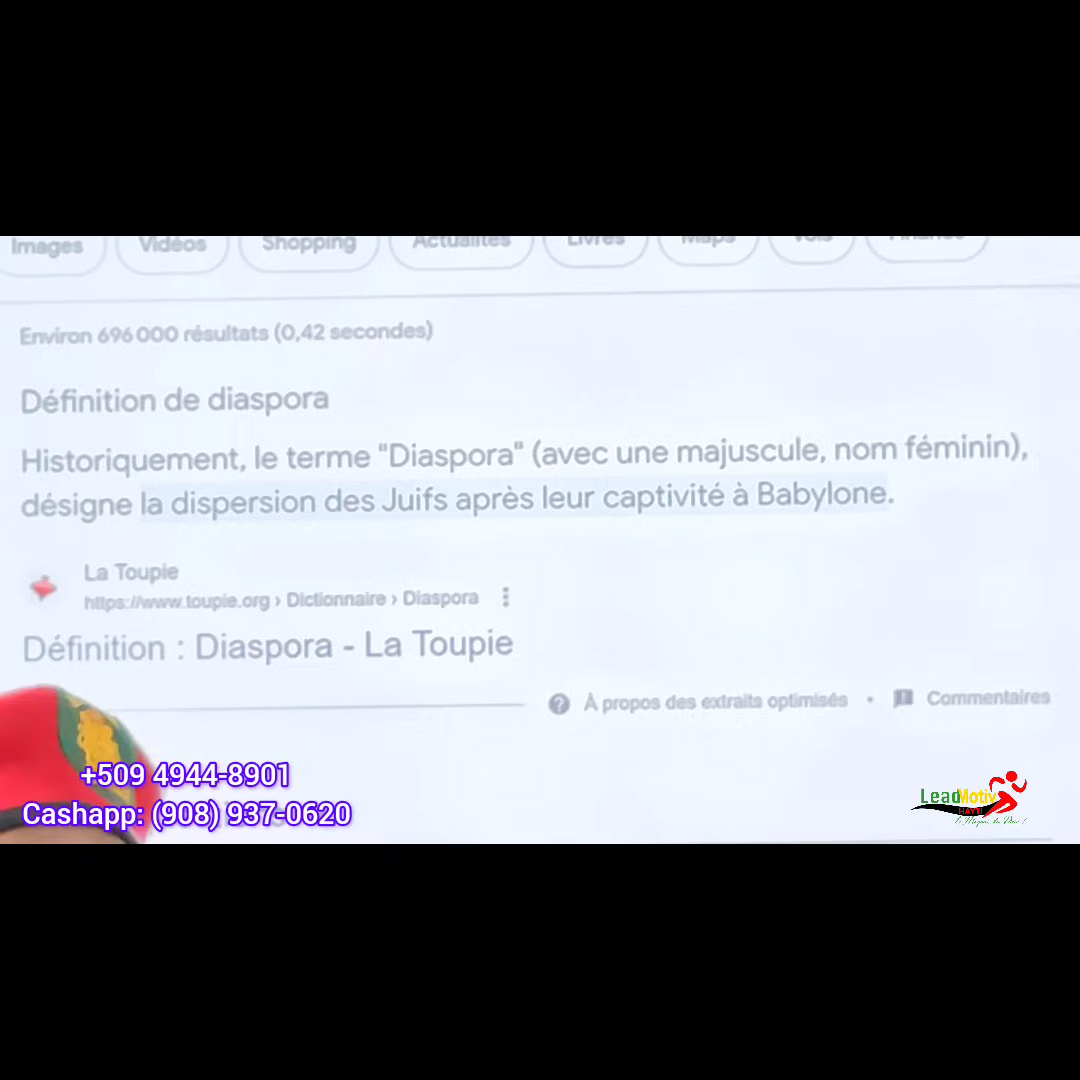 Images Vidéos Shopping Actualités Livres Maps Vols Finance
Environ 696 000 résultats (0,42 secondes)
Définition de diaspora
Historiquement, le terme "Diaspora" (avec une majuscule, nom féminin),
désigne la dispersion des Juifs après leur captivité à Babylone.
La Toupie
https://www.toupie.org › Dictionnaire › Diaspora
Définition : Diaspora - La Toupie
À propos des extraits optimisés • Commentaires
+509 4944-8901
Cashapp: (908) 937-0620
LeadMotiv